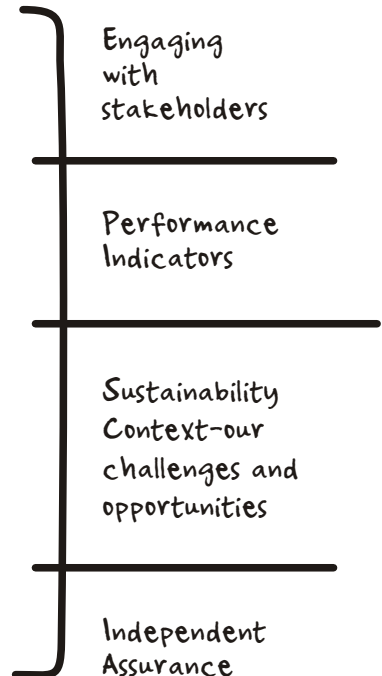 Engaging
with
stakeholders
Performance
Indicators
Sustainability
Context-our
challenges and
opportunities
Independent
Assurance